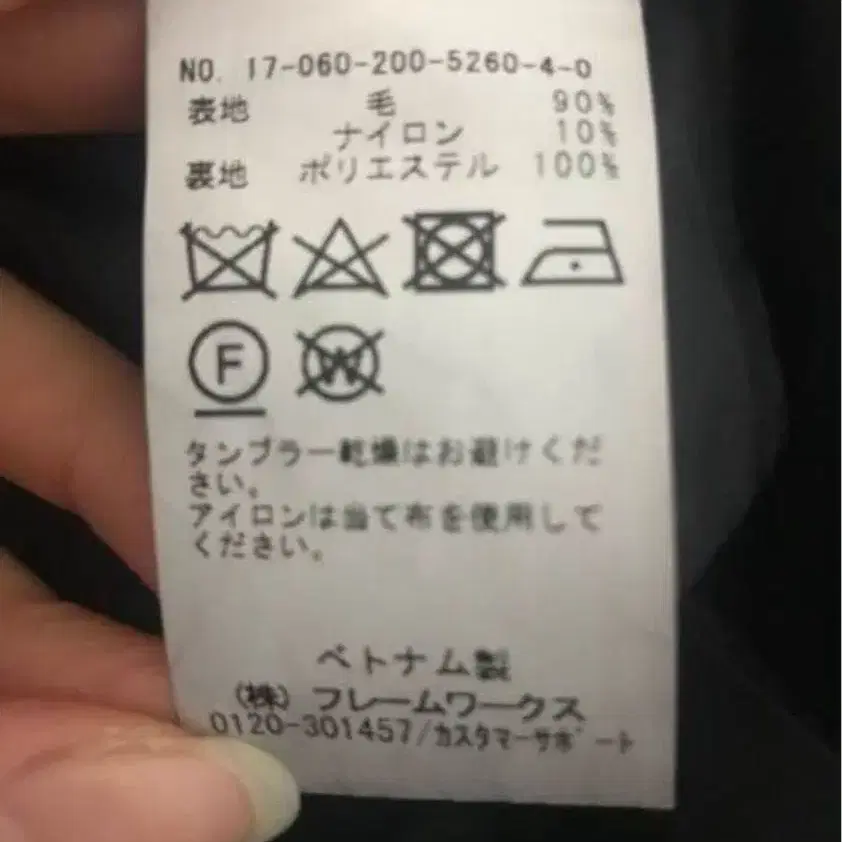 NO. 17-060-200-5260-4-0
表地 毛 90%
ナイロン 10%
裏地 ポリエステル 100%
F W
タンブラー乾燥はお避けくだ
さい。
アイロンは当て布を使用して
ください。
ベトナム製
(株) フレームワークス
0120-301457/カスタマーサポート